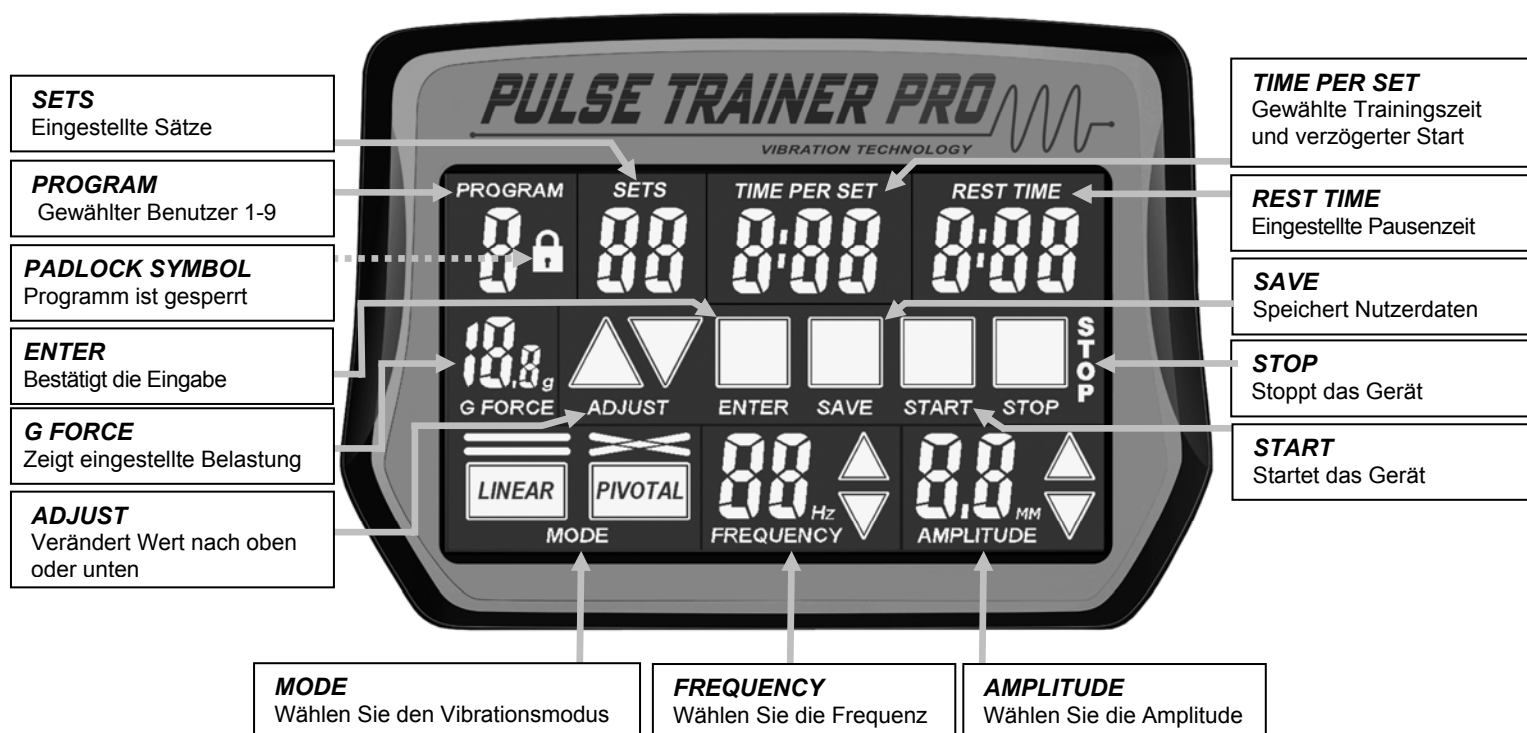 SETS
Eingestellte Sätze
PROGRAM
Gewählter Benutzer 1-9
PADLOCK SYMBOL
Programm ist gesperrt
ENTER
Bestätigt die Eingabe
G FORCE
Zeigt eingestellte Belastung
ADJUST
Verändert Wert nach oben
oder unten
PULSE TRAINER PRO
VIBRATION TECHNOLOGY
PROGRAM SETS TIME PER SET REST TIME
8 88 8:88 8:88
18.8 g
STOP
G FORCE ADJUST ENTER SAVE START STOP
LINEAR PIVOTAL 88 Hz 8.8 MM
MODE FREQUENCY AMPLITUDE
TIME PER SET
Gewählte Trainingszeit
und verzögerter Start
REST TIME
Eingestellte Pausenzeit
SAVE
Speichert Nutzerdaten
STOP
Stoppt das Gerät
START
Startet das Gerät
MODE
Wählen Sie den Vibrationsmodus
FREQUENCY
Wählen Sie die Frequenz
AMPLITUDE
Wählen Sie die Amplitude